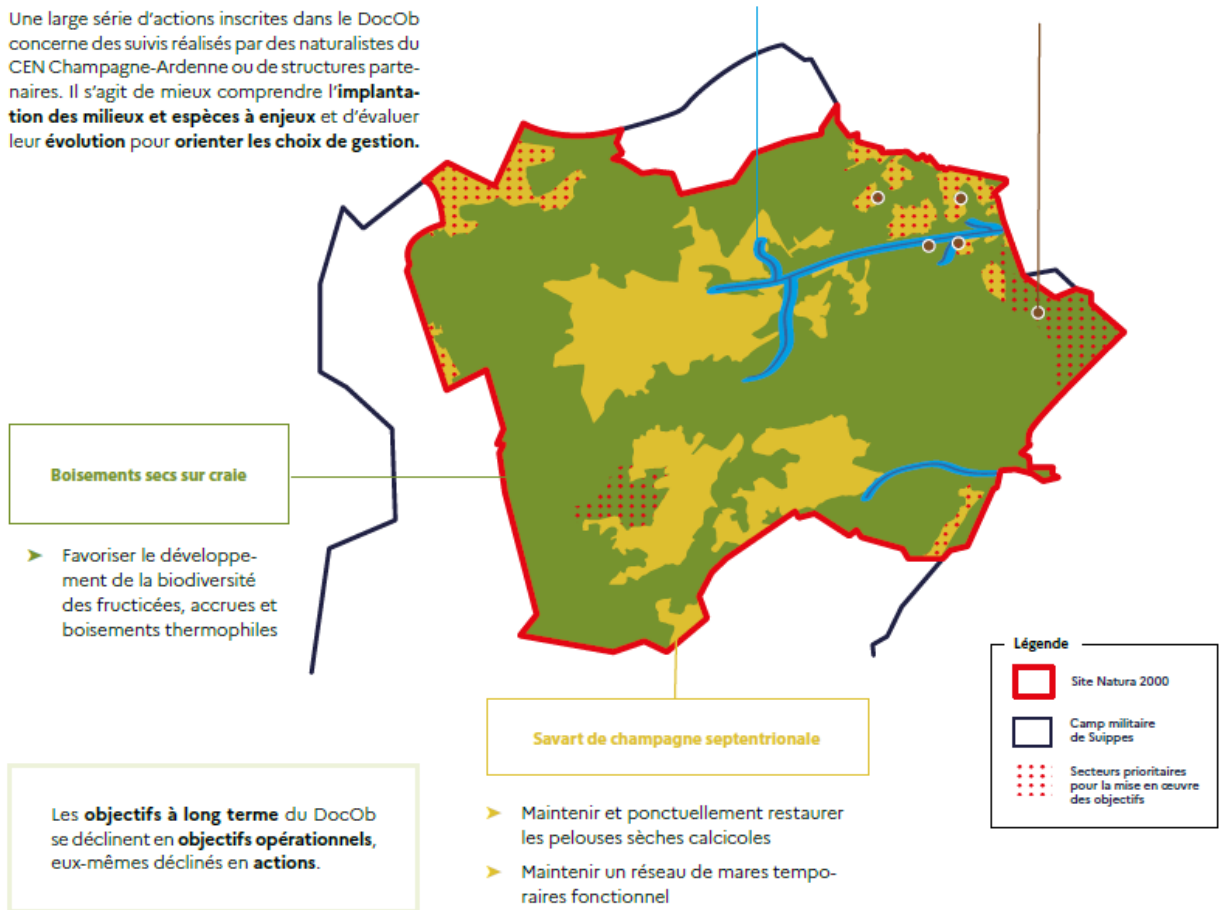 Une large série d'actions inscrites dans le DocOb
concerne des suivis réalisés par des naturalistes du
CEN Champagne-Ardenne ou de structures parte-
naires. Il s'agit de mieux comprendre l'implanta-
tion des milieux et espèces à enjeux et d'évaluer
leur évolution pour orienter les choix de gestion.
Boisements secs sur craie
➤ Favoriser le développe-
ment de la biodiversité
des fructicées, accrues et
boisements thermophiles
Les objectifs à long terme du DocOb
se déclinent en objectifs opérationnels,
eux-mêmes déclinés en actions.
Savart de champagne septentrionale
➤ Maintenir et ponctuellement restaurer
les pelouses sèches calcicoles
➤ Maintenir un réseau de mares tempo-
raires fonctionnel
Légende
Site Natura 2000
Camp militaire
de Suippes
Secteurs prioritaires
pour la mise en œuvre
des objectifs